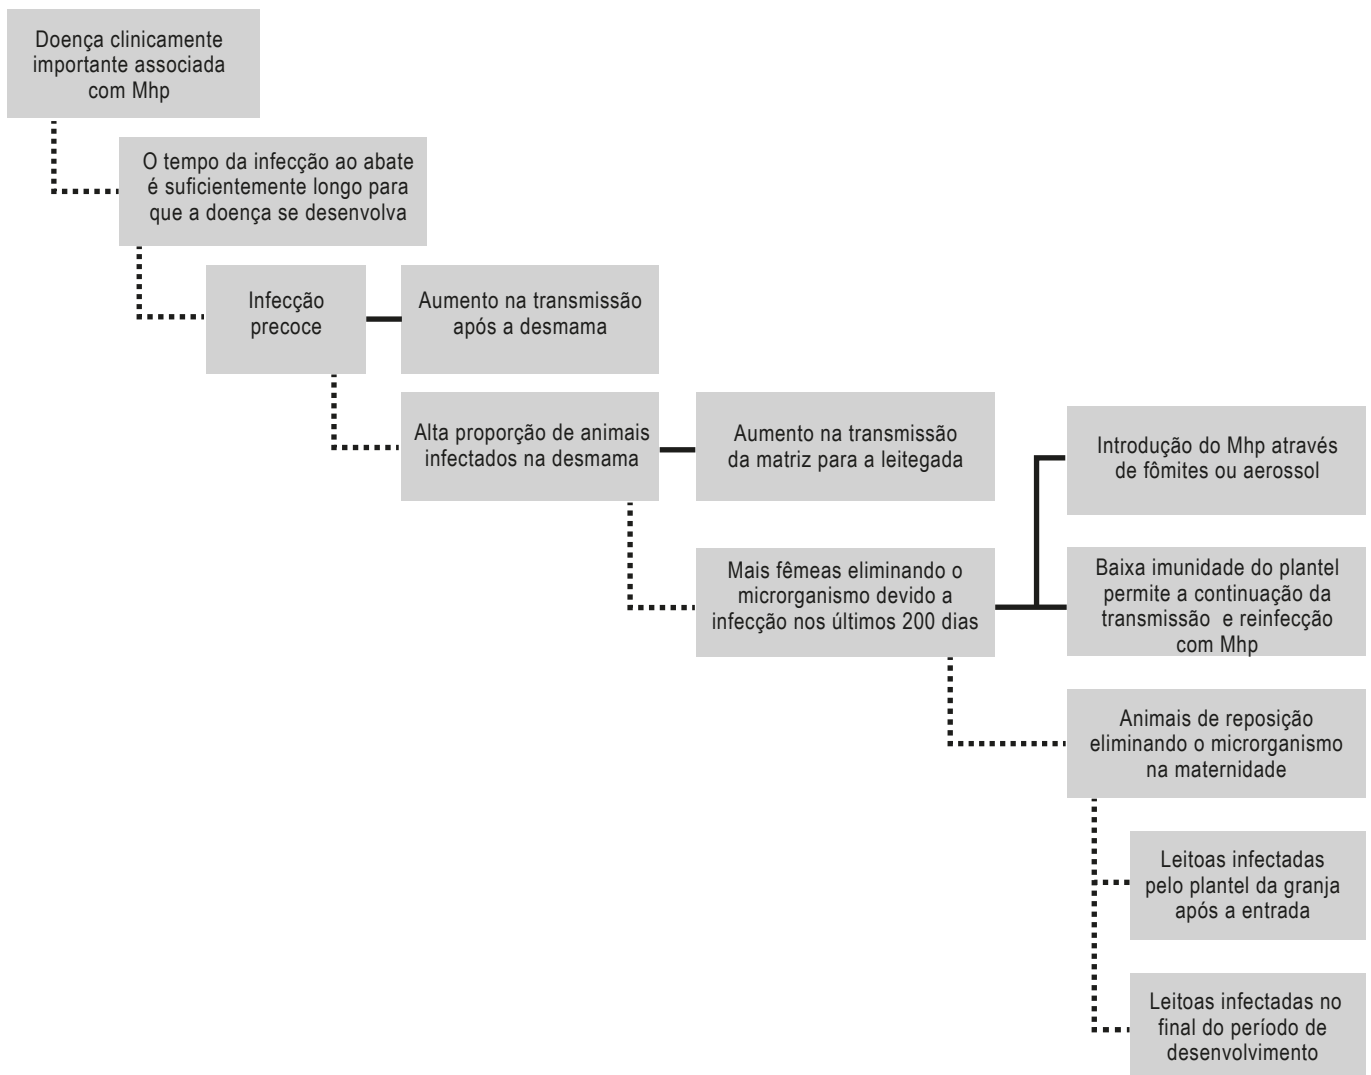 Doença clinicamente
importante associada
com Mhp
O tempo da infecção ao abate
é suficientemente longo para
que a doença se desenvolva
Infecção
precoce
Aumento na transmissão
após a desmama
Alta proporção de animais
infectados na desmama
Aumento na transmissão
da matriz para a leitegada
Introdução do Mhp através
de fômites ou aerossol
Mais fêmeas eliminando o
microrganismo devido a
infecção nos últimos 200 dias
Baixa imunidade do plantel
permite a continuação da
transmissão e reinfecção
com Mhp
Animais de reposição
eliminando o microrganismo
na maternidade
Leitoas infectadas
pelo plantel da granja
após a entrada
Leitoas infectadas no
final do período de
desenvolvimento